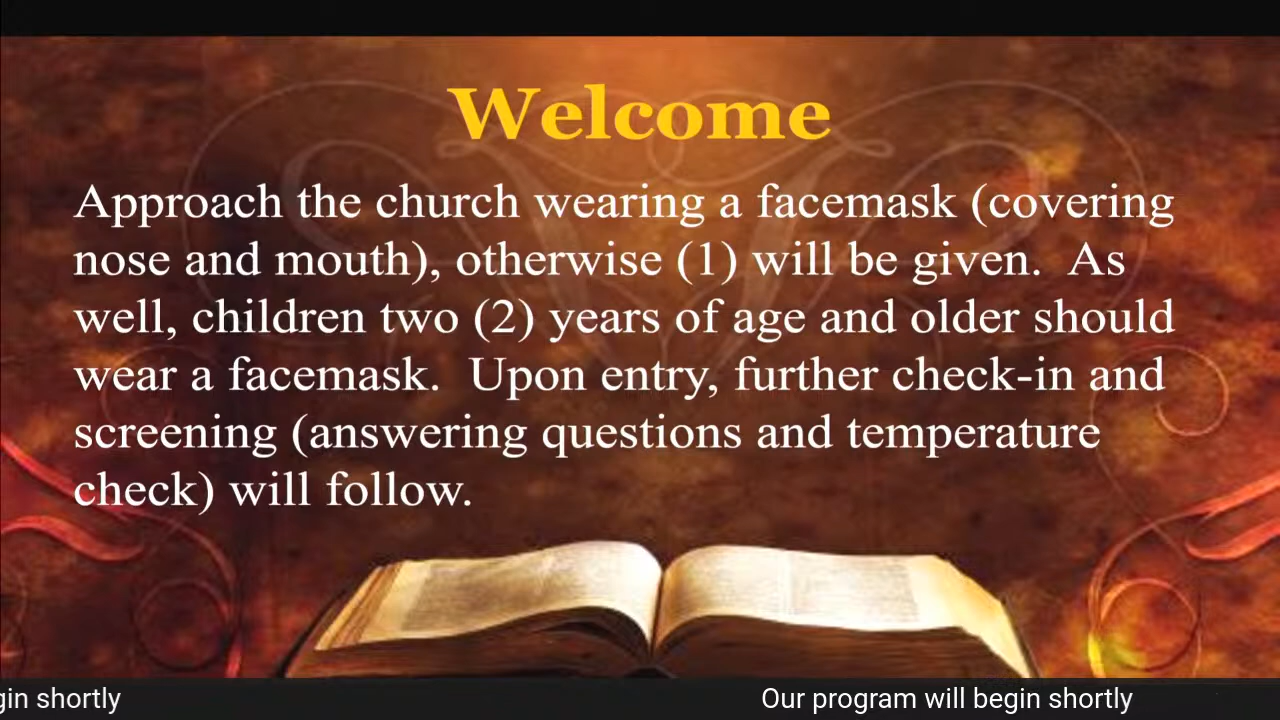 Welcome
Approach the church wearing a facemask (covering
nose and mouth), otherwise (1) will be given.  As
well, children two (2) years of age and older should
wear a facemask.  Upon entry, further check-in and
screening (answering questions and temperature
check) will follow.
gin shortly
Our program will begin shortly